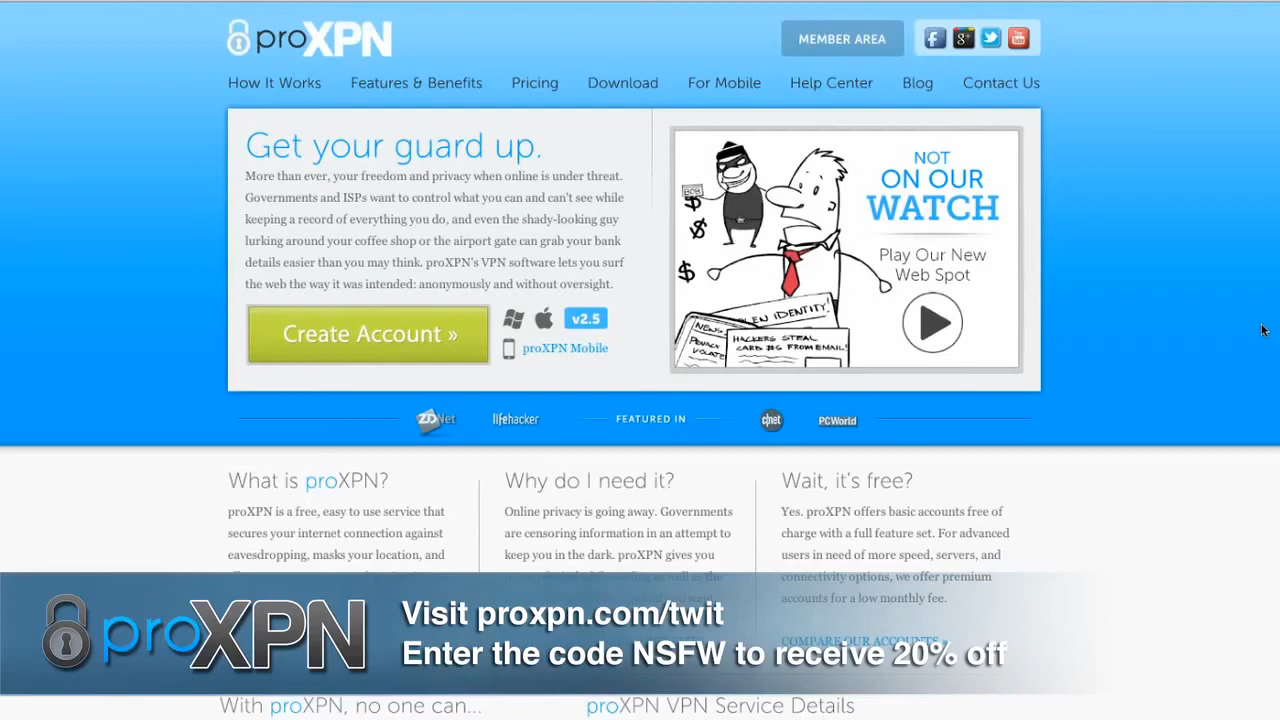 proXPN
MEMBER AREA
How It Works Features & Benefits Pricing Download For Mobile Help Center Blog Contact Us
Get your guard up.
More than ever, your freedom and privacy when online is under threat.
Governments and ISPs want to control what you can and can't see while
keeping a record of everything you do, and even the shady-looking guy
lurking around your coffee shop or the airport gate can grab your bank
details easier than you may think. proXPN's VPN software lets you surf
the web the way it was intended: anonymously and without oversight.
Create Account »
v2.5
proXPN Mobile
BOB
NEWS
PRIVACY
HACKERS STEAL
CARD #S FROM EMAIL!
IDENTITY!
NOT
ON OUR
WATCH
Play Our New
Web Spot
ZDNet lifehacker FEATURED IN c|net PCWorld
What is proXPN?
proXPN is a free, easy to use service that
secures your internet connection against
eavesdropping, masks your location, and
Why do I need it?
Online privacy is going away. Governments
are censoring information in an attempt to
keep you in the dark. proXPN gives you
Wait, it's free?
Yes. proXPN offers basic accounts free of
charge with a full feature set. For advanced
users in need of more speed, servers, and
connectivity options, we offer premium
accounts for a low monthly fee.
COMPARE OUR ACCOUNTS »
proXPN
Visit proxpn.com/twit
Enter the code NSFW to receive 20% off
With proXPN, no one can...
proXPN VPN Service Details